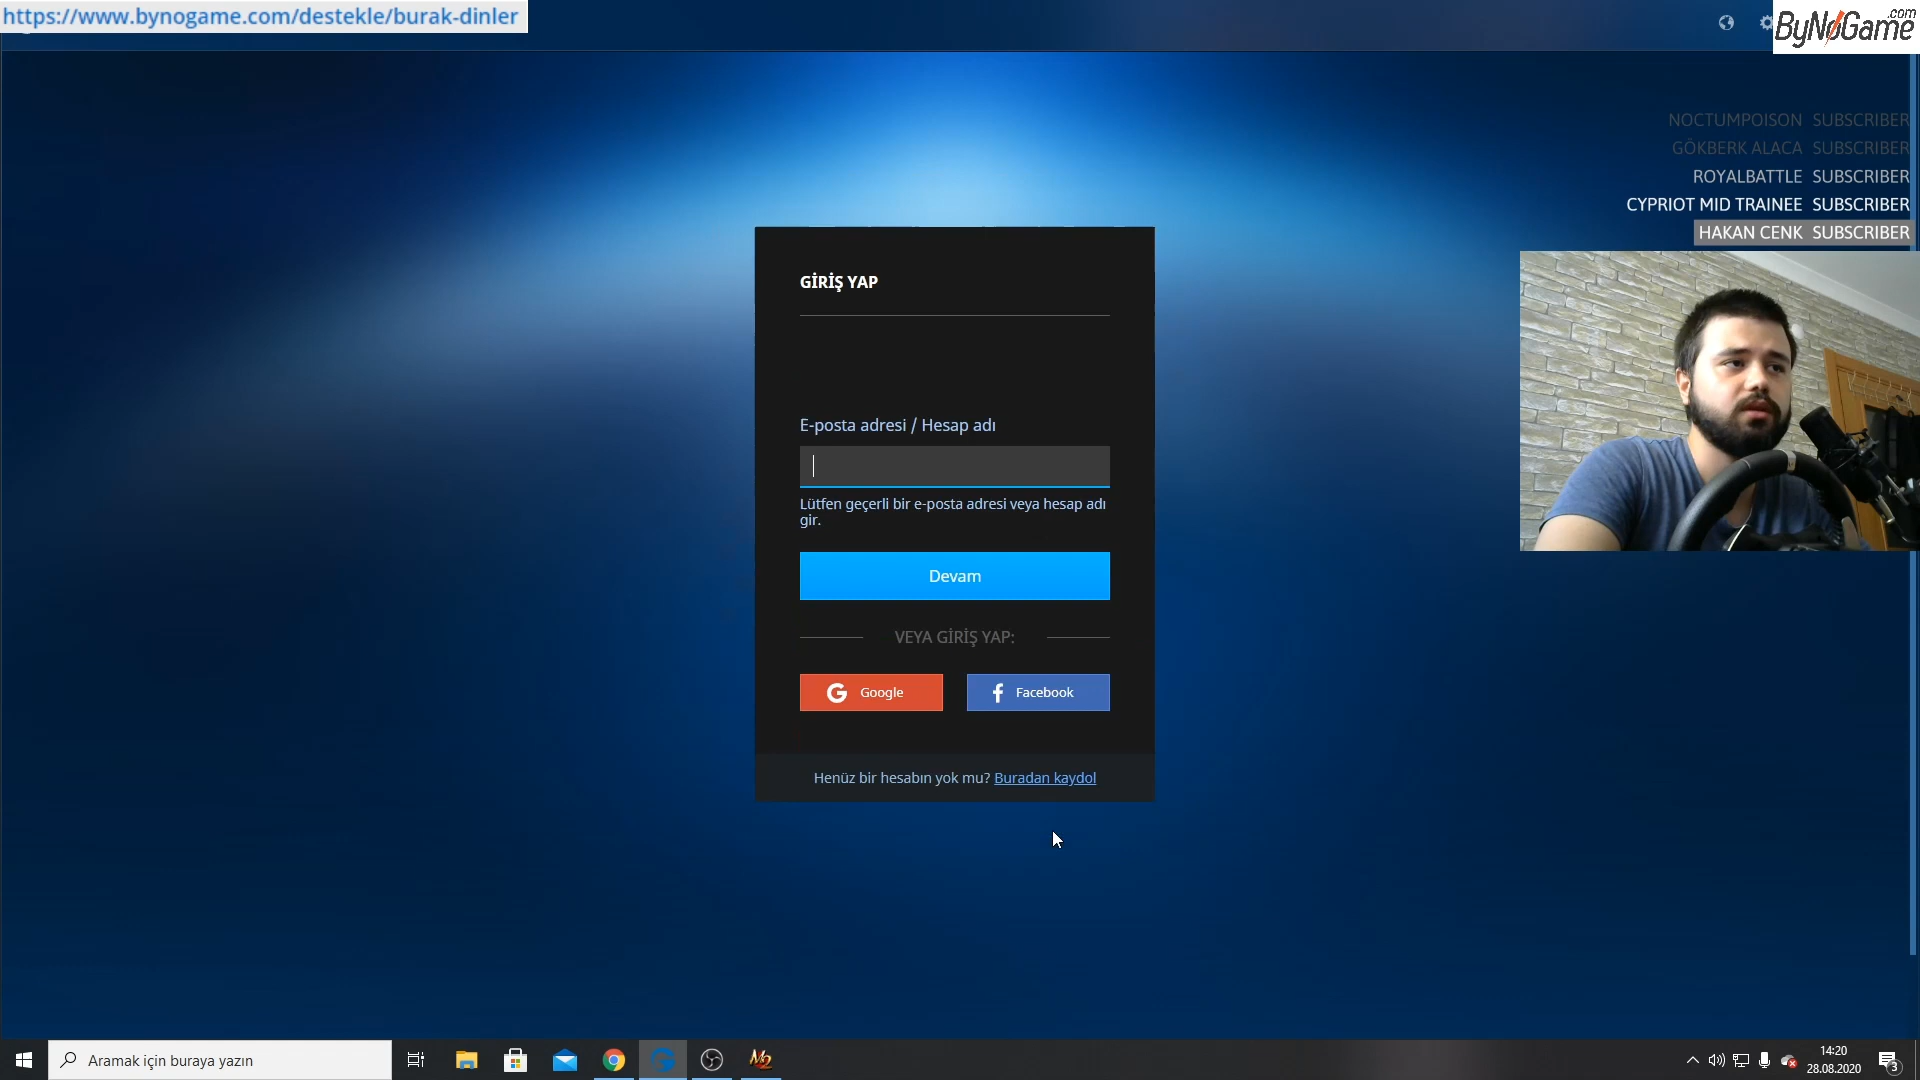 https://www.bynogame.com/destekle/burak-dinler
ByNoGame.com
NOCTUMPOISON SUBSCRIBER
GÖKBERK ALACA SUBSCRIBER
ROYALBATTLE SUBSCRIBER
CYPRIOT MID TRAINEE SUBSCRIBER
HAKAN CENK SUBSCRIBER
GİRİŞ YAP
E-posta adresi / Hesap adı
Lütfen geçerli bir e-posta adresi veya hesap adı
gir.
Devam
VEYA GİRİŞ YAP:
Google
Facebook
Henüz bir hesabın yok mu? Buradan kaydol
Aramak için buraya yazın
M2
14:20
28.08.2020
3